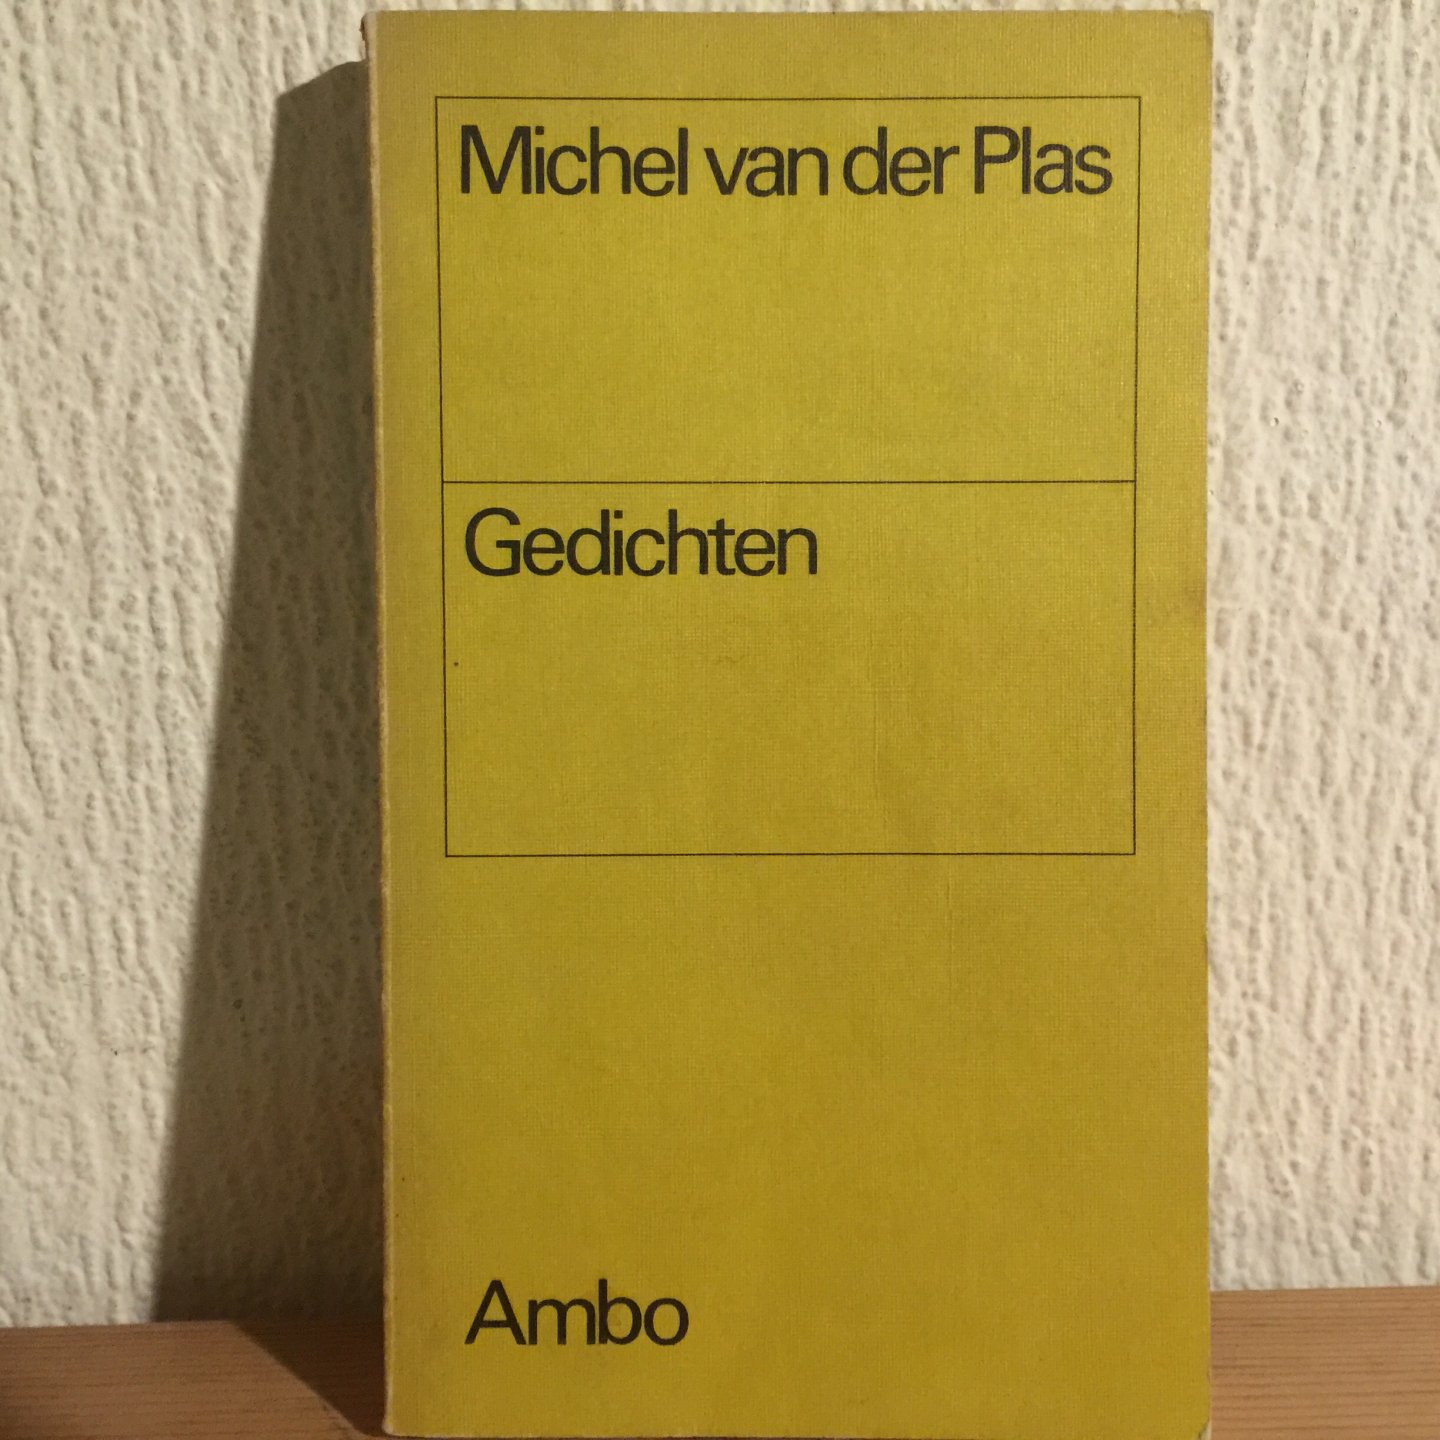 Michel van der Plas
Gedichten
Ambo